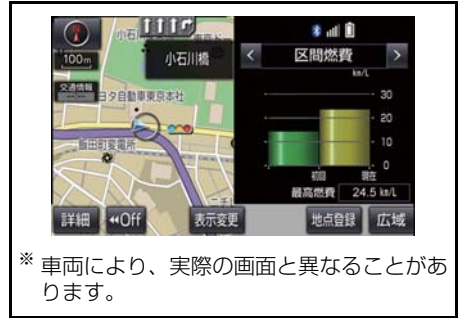 小石川橋
100m
交通情報
ヨタ自動車東京本社
飯田町変電所
詳細
Off
表示変更
区間燃費
km/L
30
20
10
0
初回
現在
最高燃費 24.5 km/L
地点登録
広域
※ 車両により、実際の画面と異なることがあ
ります。